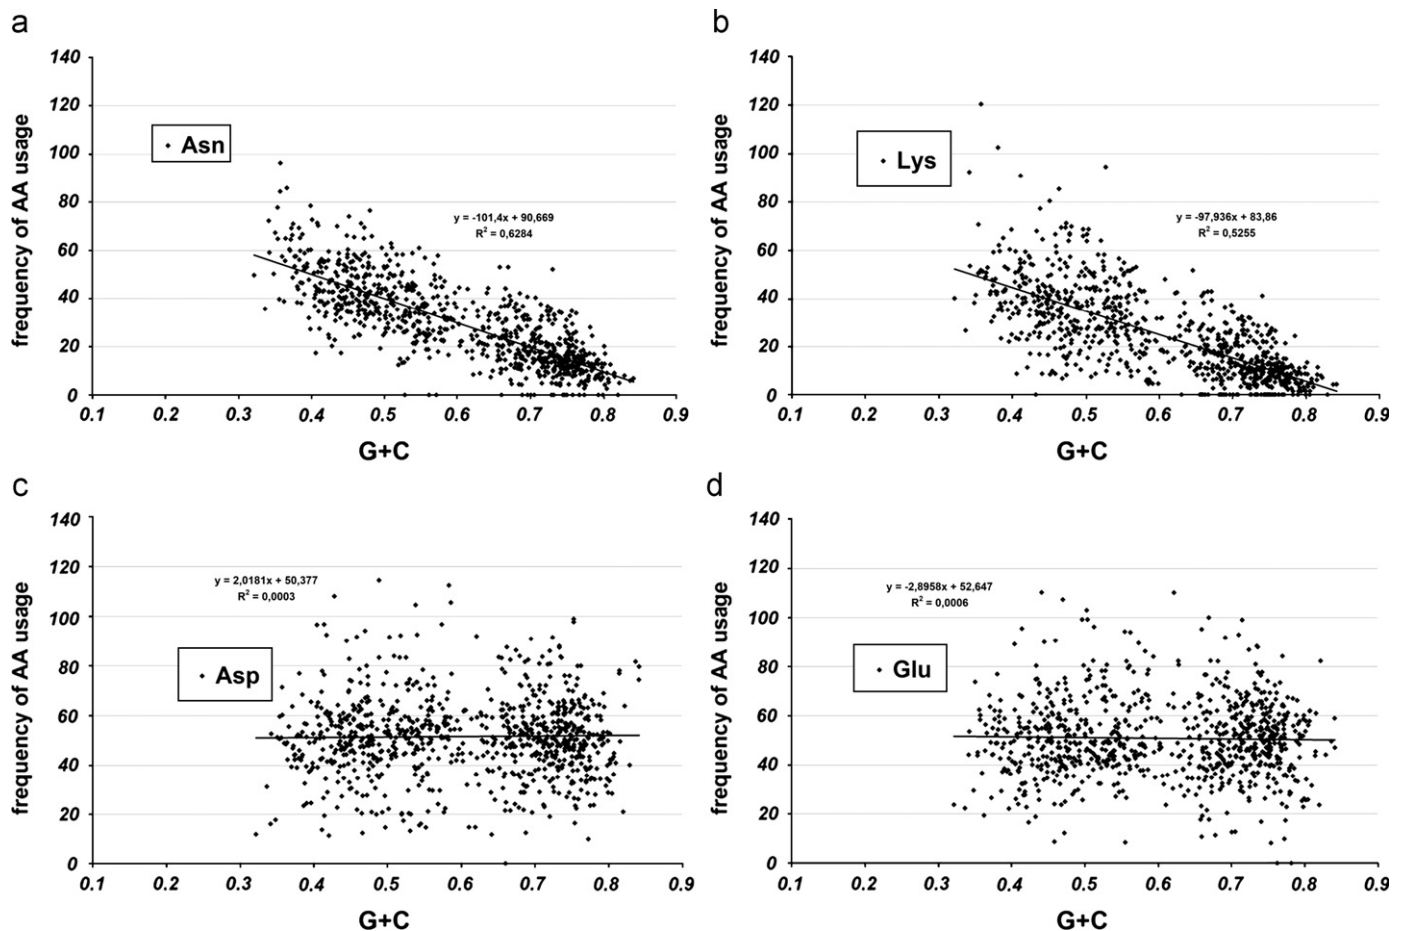 a
140
120
100
80
60
40
20
0
frequency of AA usage
Asn
y = -101,4x + 90,669
R² = 0,6284
0.1 0.2 0.3 0.4 0.5 0.6 0.7 0.8 0.9
G+C
b
140
120
100
80
60
40
20
0
frequency of AA usage
Lys
y = -97,936x + 83,86
R² = 0,5255
0.1 0.2 0.3 0.4 0.5 0.6 0.7 0.8 0.9
G+C
c
140
120
100
80
60
40
20
0
frequency of AA usage
y = 2,0181x + 50,377
R² = 0,0003
Asp
0.1 0.2 0.3 0.4 0.5 0.6 0.7 0.8 0.9
G+C
d
140
120
100
80
60
40
20
0
frequency of AA usage
y = -2,8958x + 52,647
R² = 0,0006
Glu
0.1 0.2 0.3 0.4 0.5 0.6 0.7 0.8 0.9
G+C